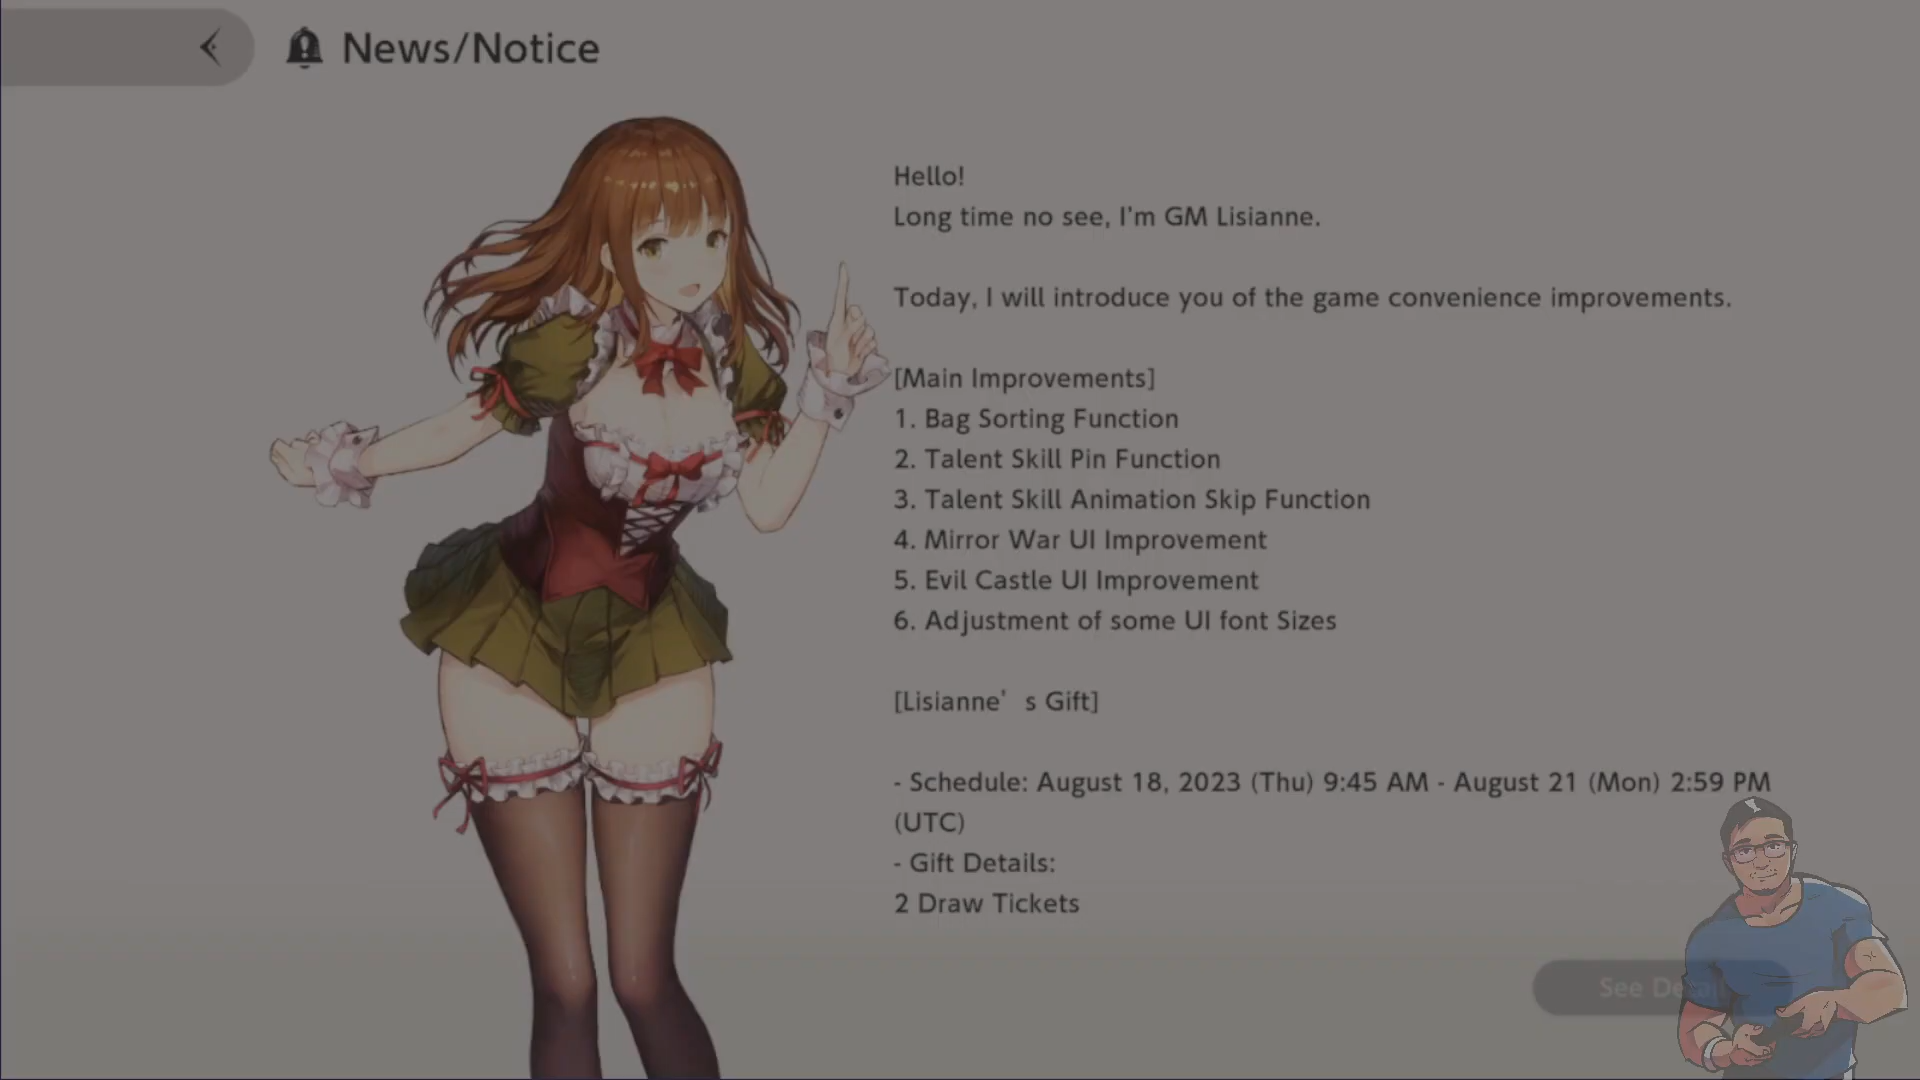 News/Notice
Hello!
Long time no see, I'm GM Lisianne.
Today, I will introduce you of the game convenience improvements.
[Main Improvements]
1. Bag Sorting Function
2. Talent Skill Pin Function
3. Talent Skill Animation Skip Function
4. Mirror War UI Improvement
5. Evil Castle UI Improvement
6. Adjustment of some UI font Sizes
[Lisianne's Gift]
- Schedule: August 18, 2023 (Thu) 9:45 AM - August 21 (Mon) 2:59 PM
(UTC)
- Gift Details:
2 Draw Tickets
See